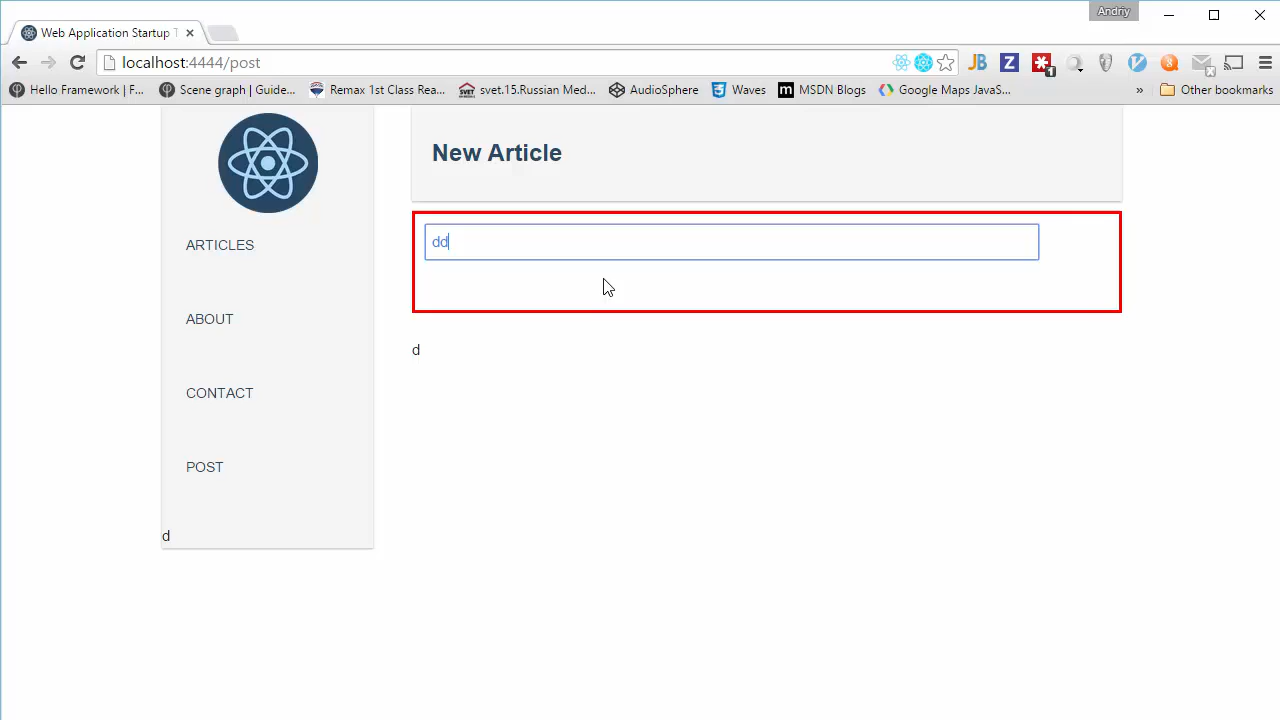 Andriy
Web Application Startup T
localhost:4444/post
1
Hello Framework | F... Scene graph | Guide... Remax 1st Class Rea... svet.15.Russian Med... AudioSphere Waves MSDN Blogs Google Maps JavaS... » Other bookmarks
New Article
ARTICLES
dd
ABOUT
d
CONTACT
POST
d